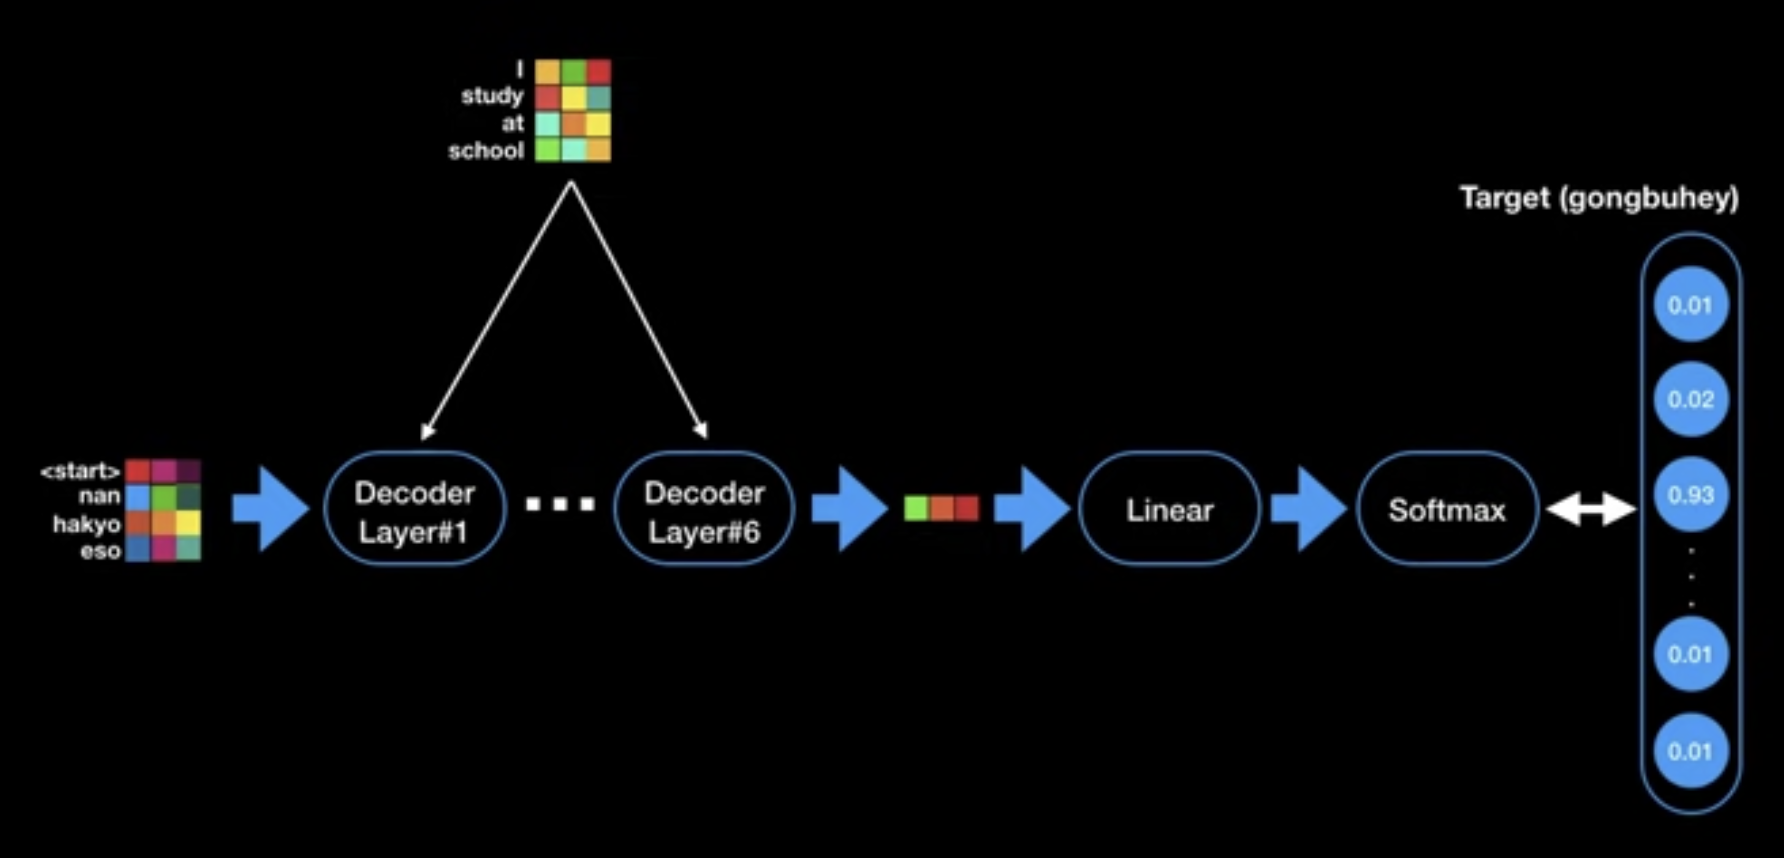 I
study
at
school
Target (gongbuhey)
<start>
nan
hakyo
eso
Decoder
Layer#1
Decoder
Layer#6
Linear
Softmax
0.01
0.02
0.93
0.01
0.01